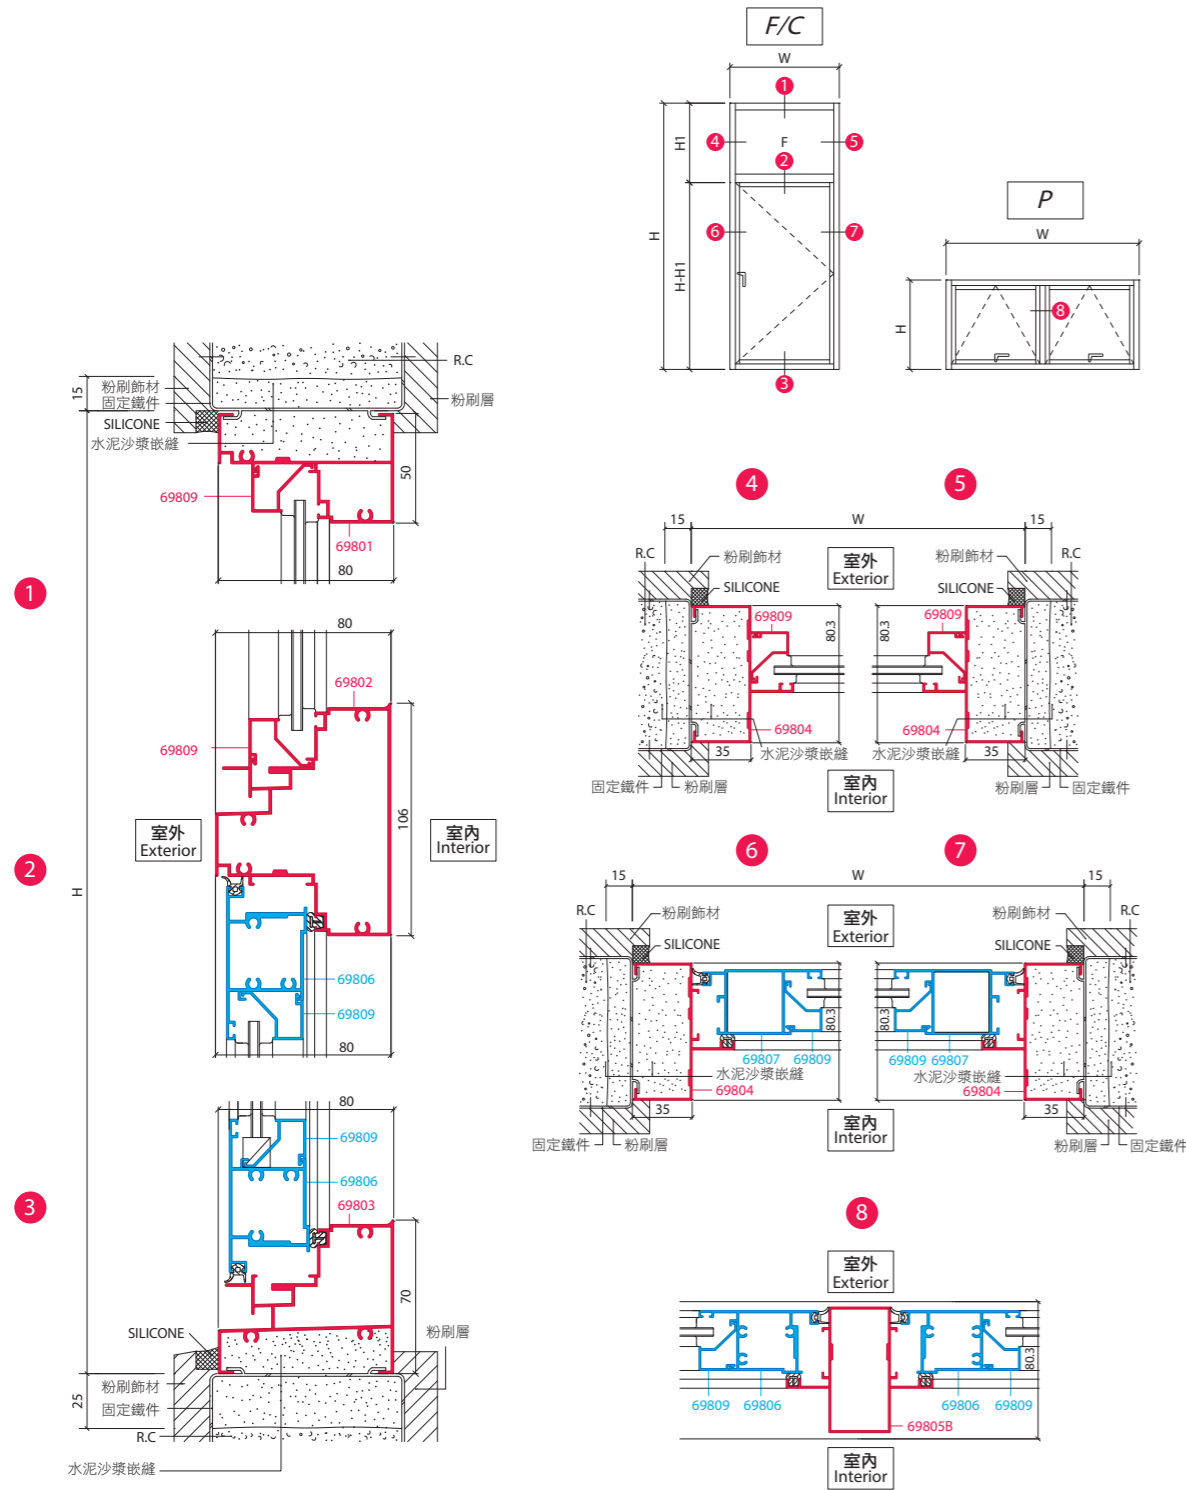 F/C
W
1
H1
4
F
5
2
H
H-H1
6
7
3
P
W
H
8
R.C
15
粉刷飾材
固定鐵件
SILICONE
水泥沙漿嵌縫
粉刷層
50
69809
69801
80
1
80
69802
69809
106
室外
Exterior
室內
Interior
2
H
69806
69809
80
80
69809
69806
69803
3
70
SILICONE
粉刷層
粉刷飾材
固定鐵件
25
R.C
水泥沙漿嵌縫
4
5
15
W
15
R.C
粉刷飾材
室外
Exterior
粉刷飾材
R.C
SILICONE
SILICONE
69809
80.3
80.3
69809
69804
69804
水泥沙漿嵌縫
水泥沙漿嵌縫
35
35
固定鐵件
粉刷層
室內
Interior
粉刷層
固定鐵件
6
7
15
W
15
R.C
粉刷飾材
室外
Exterior
粉刷飾材
R.C
SILICONE
SILICONE
80.3
80.3
69807
69809
69809
69807
水泥沙漿嵌縫
水泥沙漿嵌縫
69804
69804
35
35
固定鐵件
粉刷層
室內
Interior
粉刷層
固定鐵件
8
室外
Exterior
80.3
69809
69806
69806
69809
69805B
室內
Interior